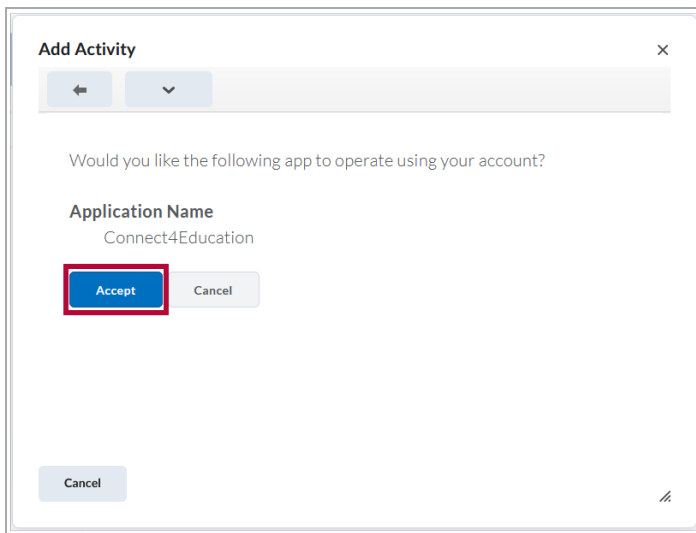 Add Activity
Would you like the following app to operate using your account?
Application Name
Connect4Education
Accept
Cancel
Cancel